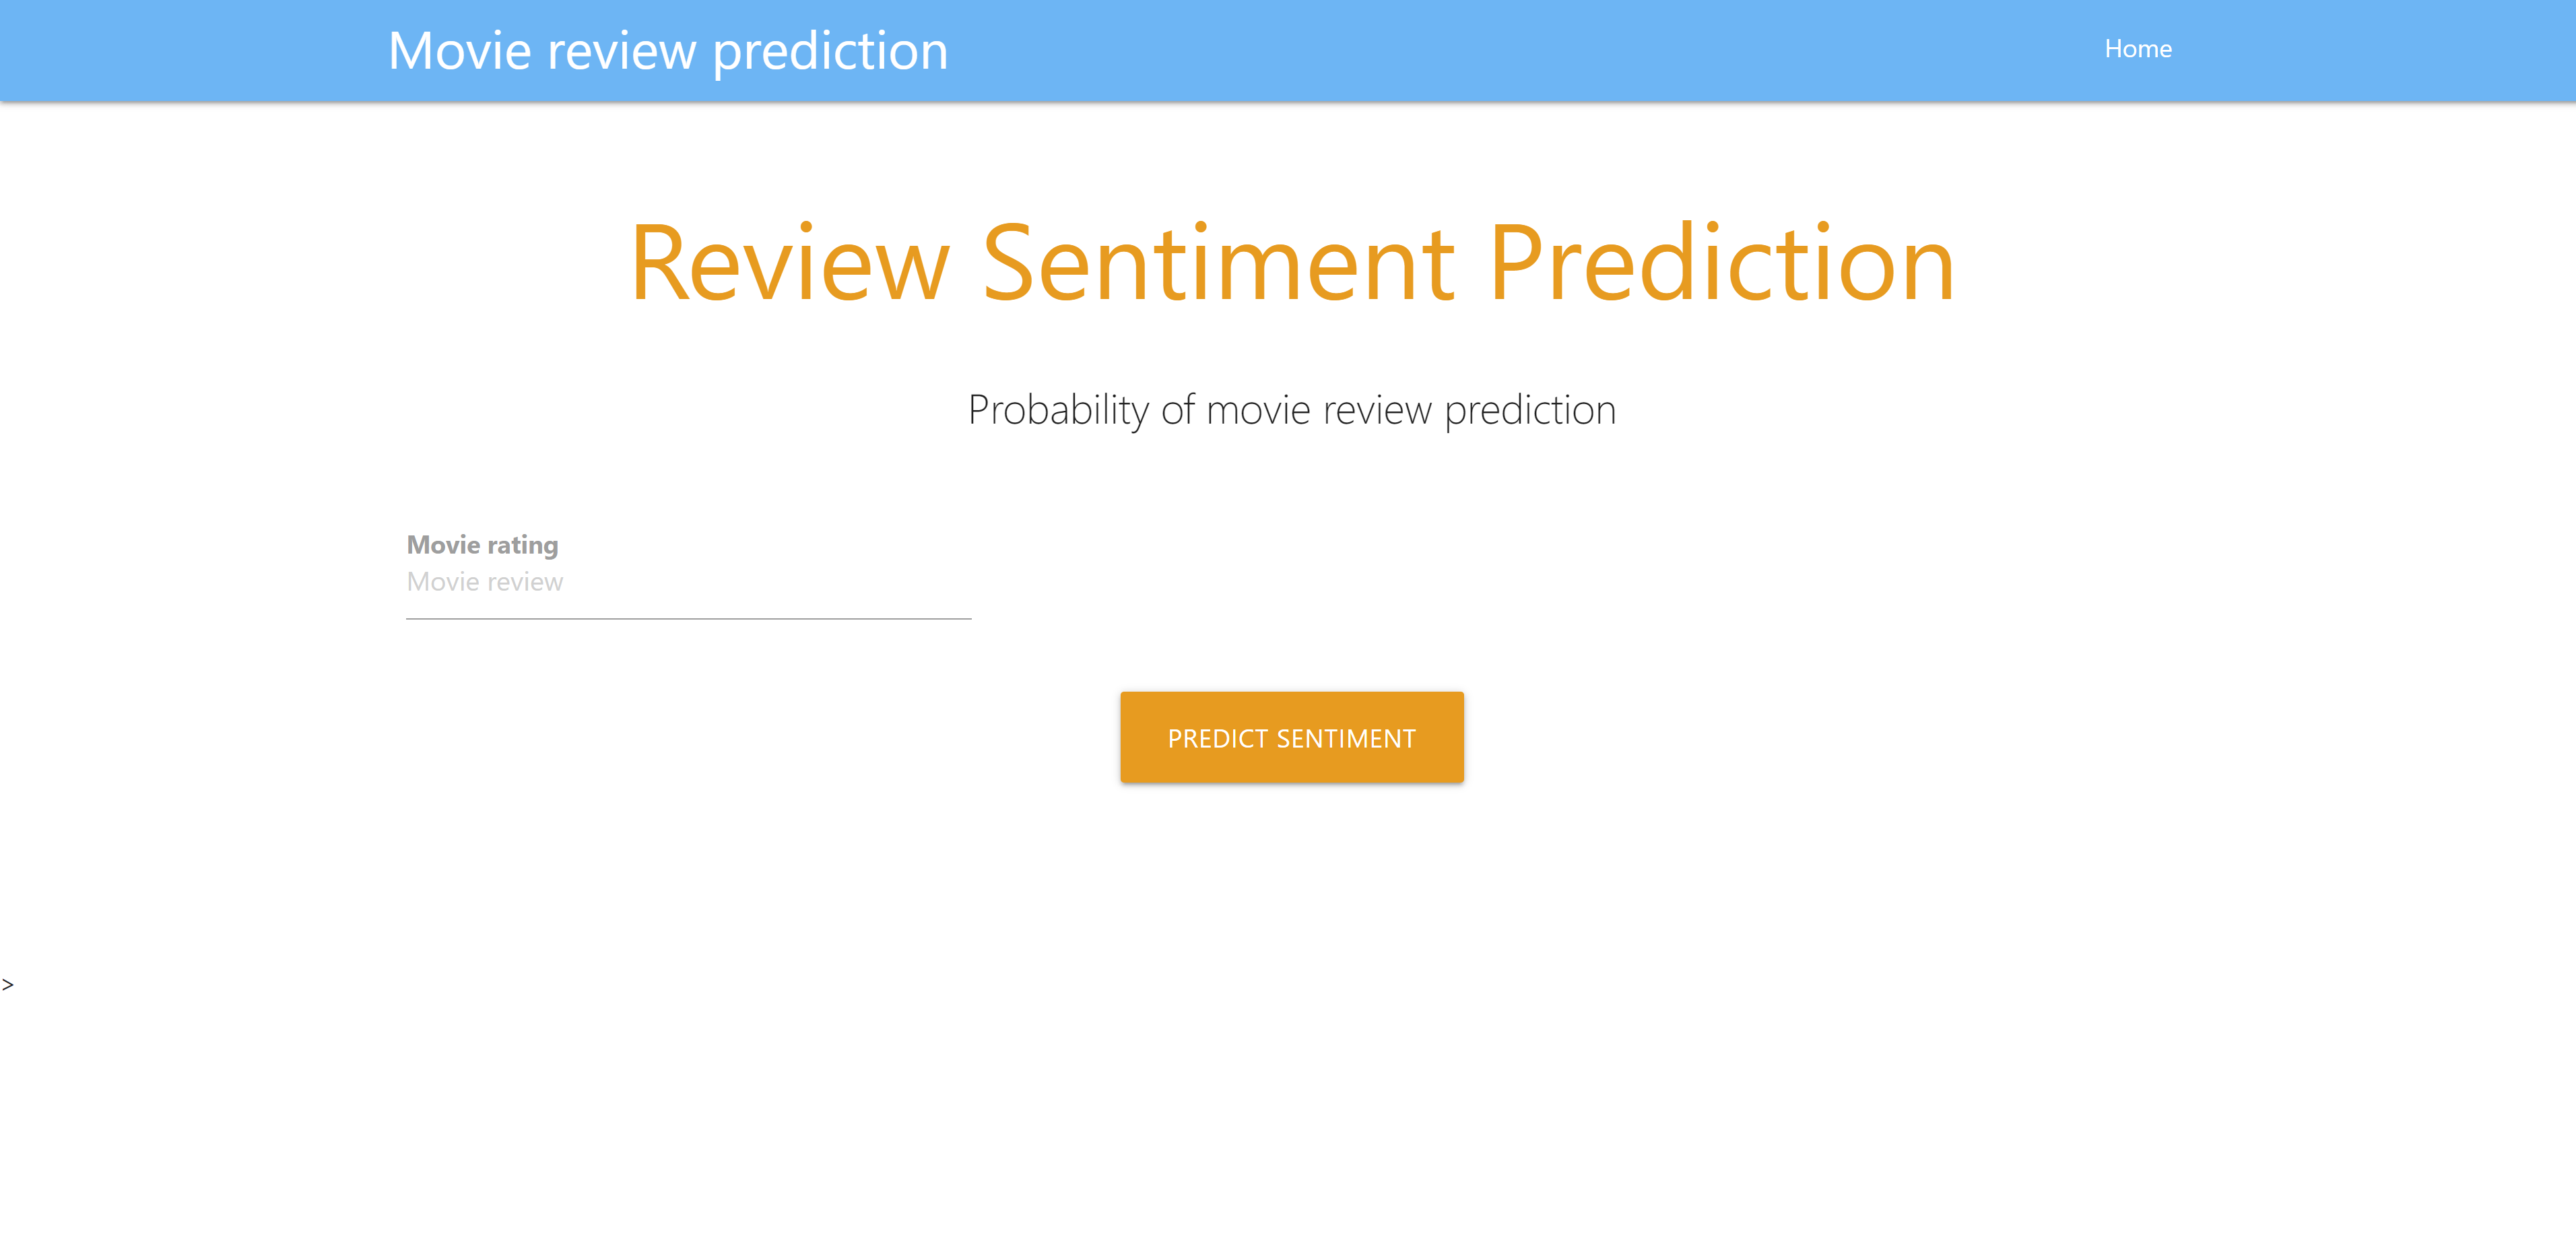 Movie review prediction
Home
Review Sentiment Prediction
Probability of movie review prediction
Movie rating
Movie review
PREDICT SENTIMENT
>